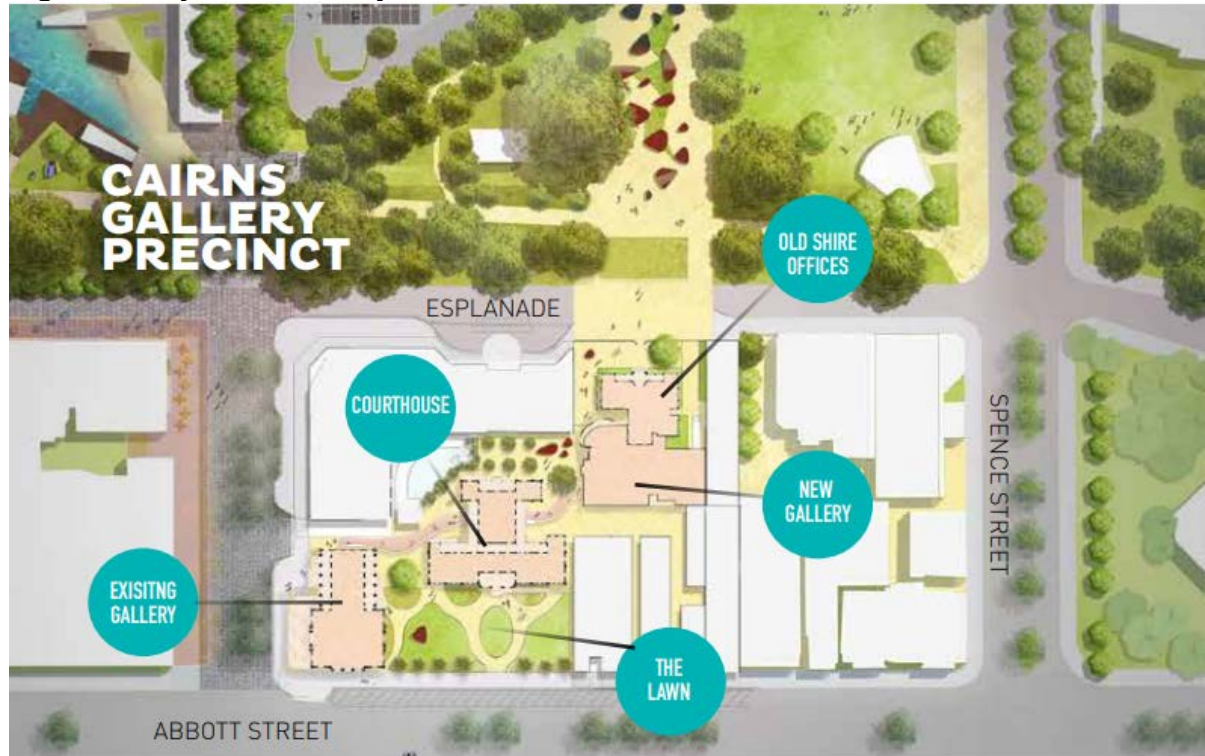 CAIRNS
GALLERY
PRECINCT
OLD SHIRE
OFFICES
ESPLANADE
COURTHOUSE
SPENCE STREET
NEW
GALLERY
EXISITNG
GALLERY
THE
LAWN
ABBOTT STREET